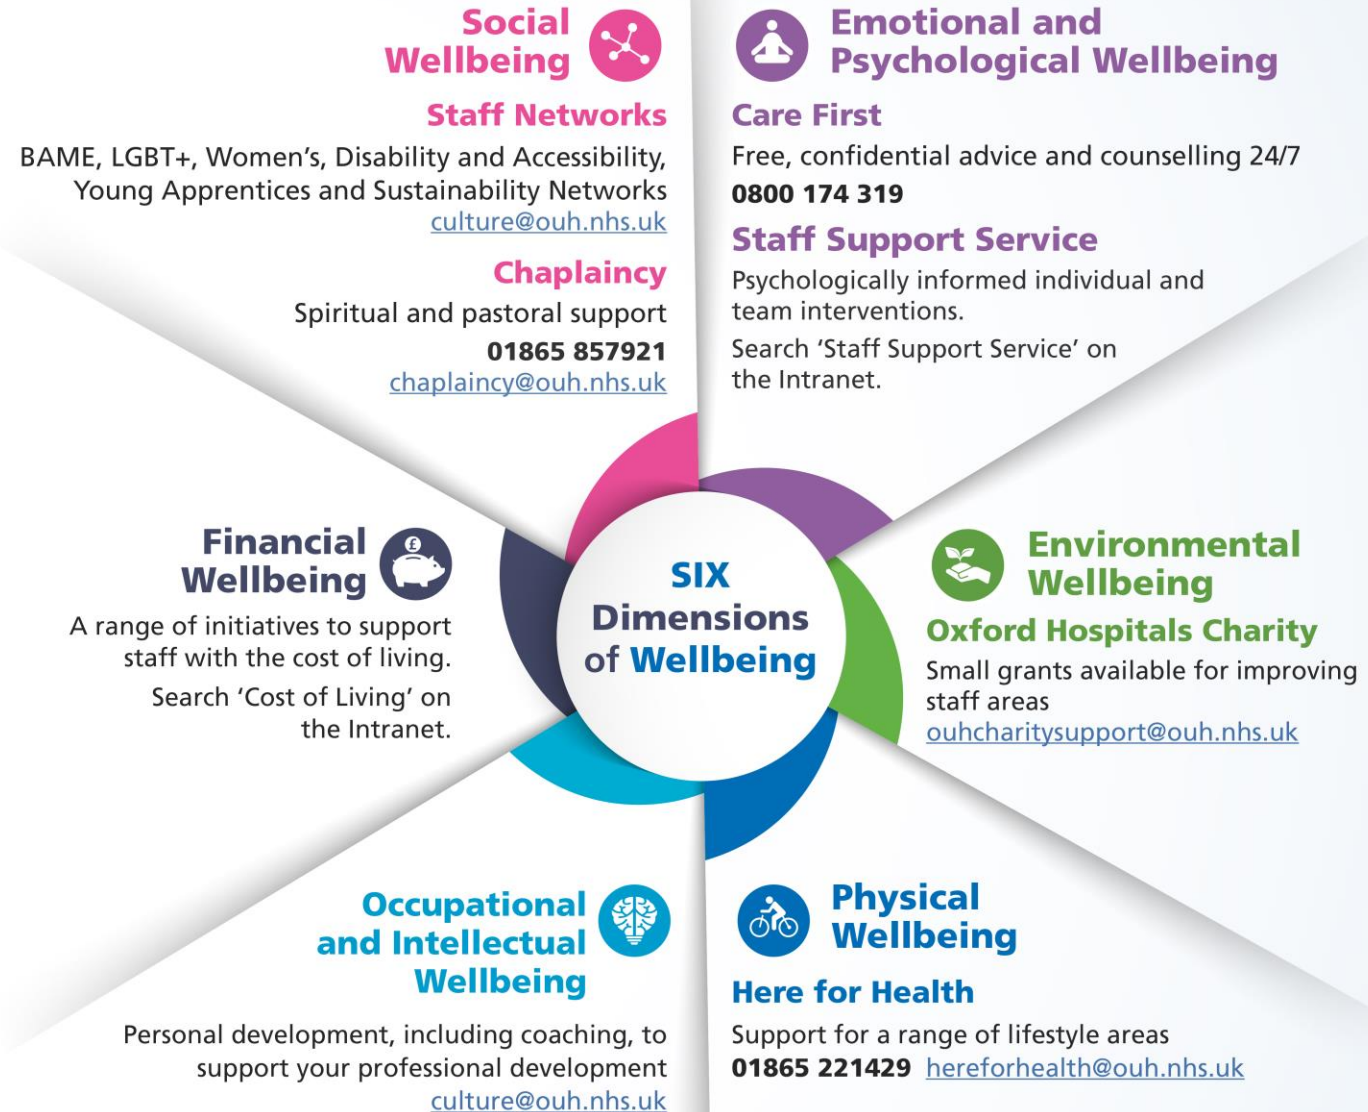 Social
Wellbeing
Staff Networks
BAME, LGBT+, Women’s, Disability and Accessibility,
Young Apprentices and Sustainability Networks
culture@ouh.nhs.uk
Chaplaincy
Spiritual and pastoral support
01865 857921
chaplaincy@ouh.nhs.uk
Emotional and
Psychological Wellbeing
Care First
Free, confidential advice and counselling 24/7
0800 174 319
Staff Support Service
Psychologically informed individual and
team interventions.
Search ‘Staff Support Service’ on
the Intranet.
Financial
Wellbeing
£
A range of initiatives to support
staff with the cost of living.
Search ‘Cost of Living’ on
the Intranet.
SIX
Dimensions
of Wellbeing
Environmental
Wellbeing
Oxford Hospitals Charity
Small grants available for improving
staff areas
ouhcharitysupport@ouh.nhs.uk
Occupational
and Intellectual
Wellbeing
Personal development, including coaching, to
support your professional development
culture@ouh.nhs.uk
Physical
Wellbeing
Here for Health
Support for a range of lifestyle areas
01865 221429 hereforhealth@ouh.nhs.uk